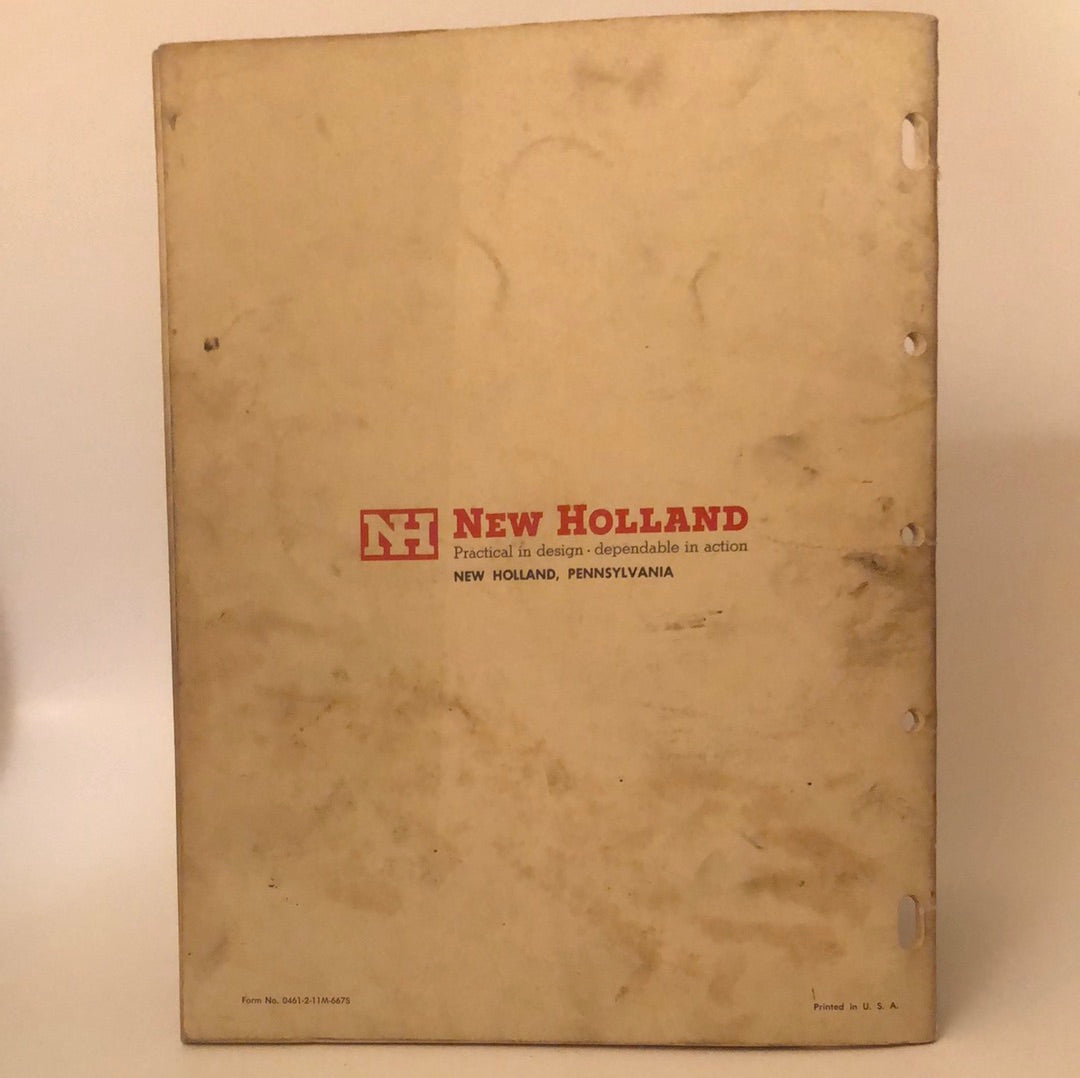 NH NEW HOLLAND
Practical in design · dependable in action
NEW HOLLAND, PENNSYLVANIA
Form No. 0461-2-11M-667S
Printed in U. S. A.